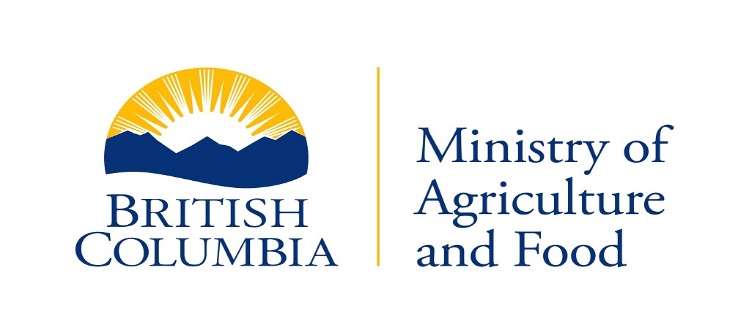 BRITISH
COLUMBIA
Ministry of
Agriculture
and Food